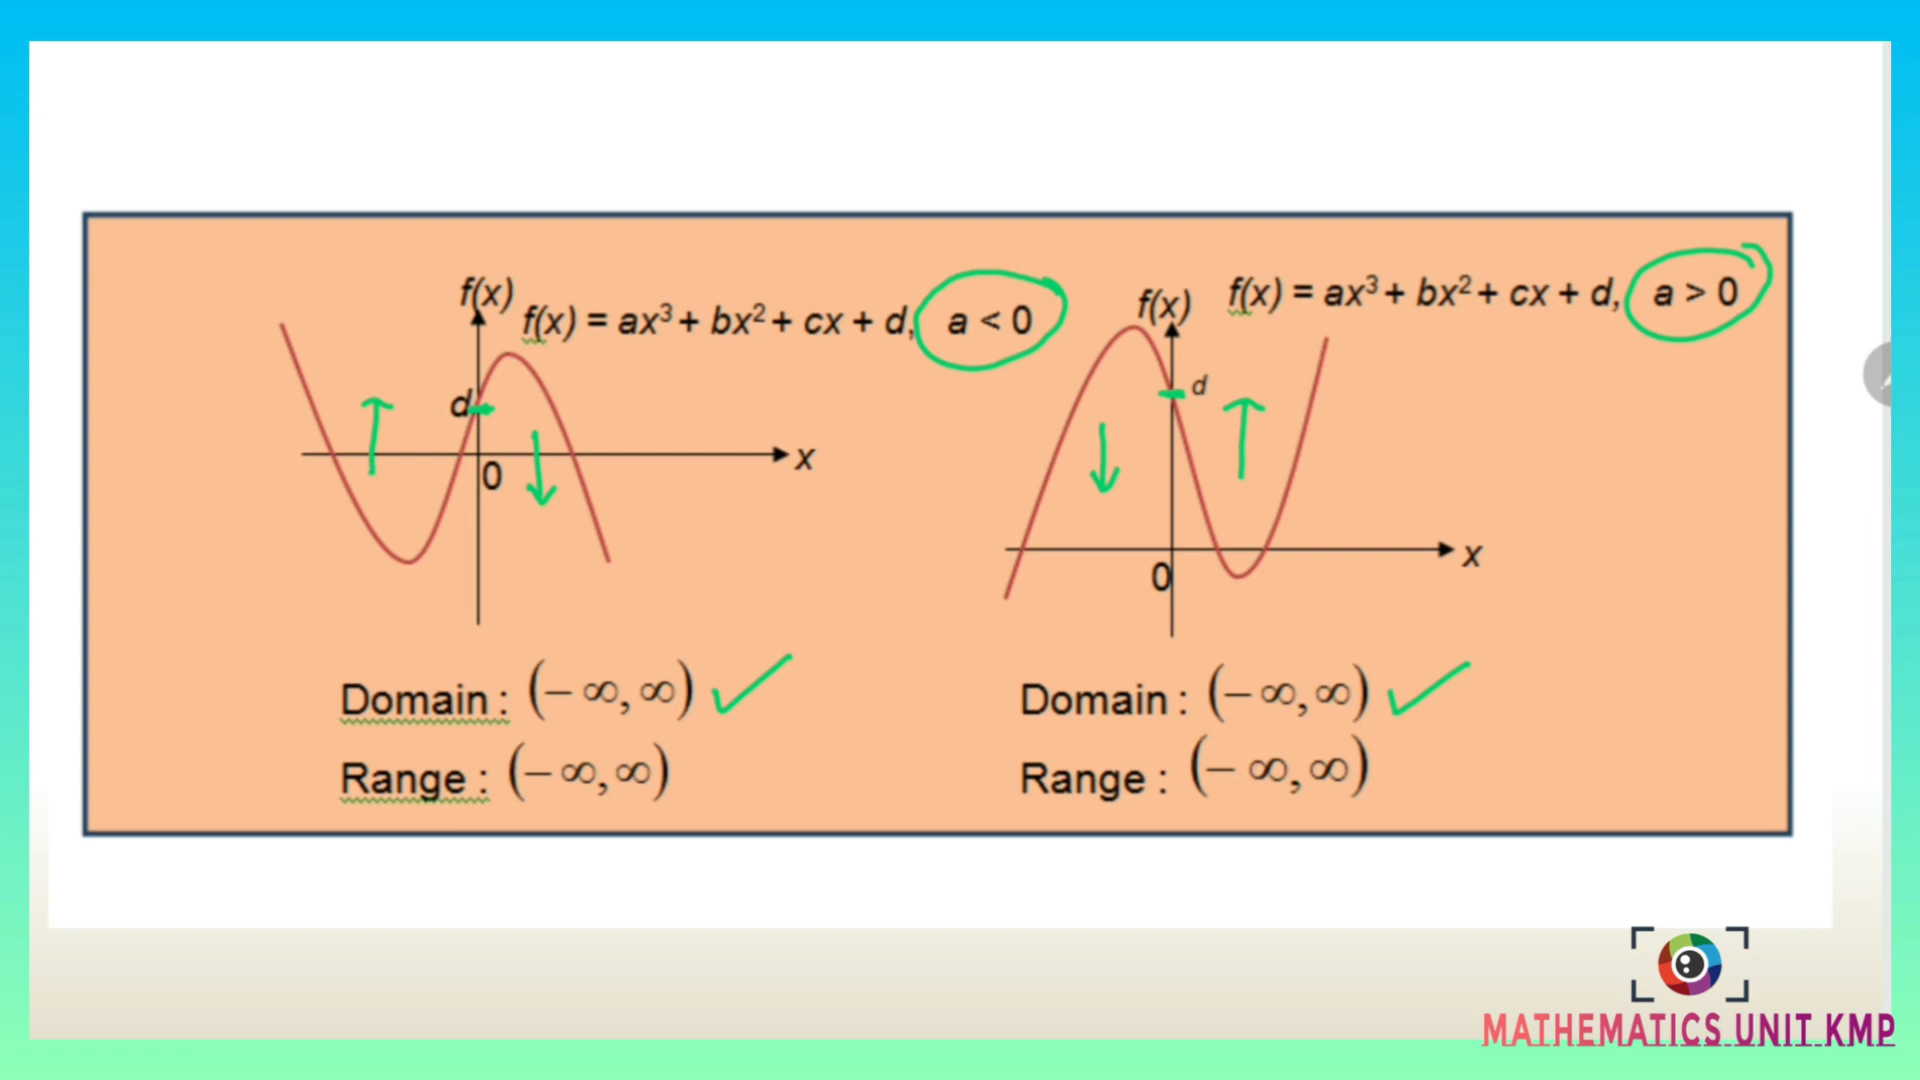 f(x)
f(x) = ax³ + bx² + cx + d, a < 0
d
0
x
Domain : (− ∞, ∞)
Range : (− ∞, ∞)
f(x)
f(x) = ax³ + bx² + cx + d, a > 0
d
0
x
Domain : (− ∞, ∞)
Range : (− ∞, ∞)
MATHEMATICS UNIT KMP